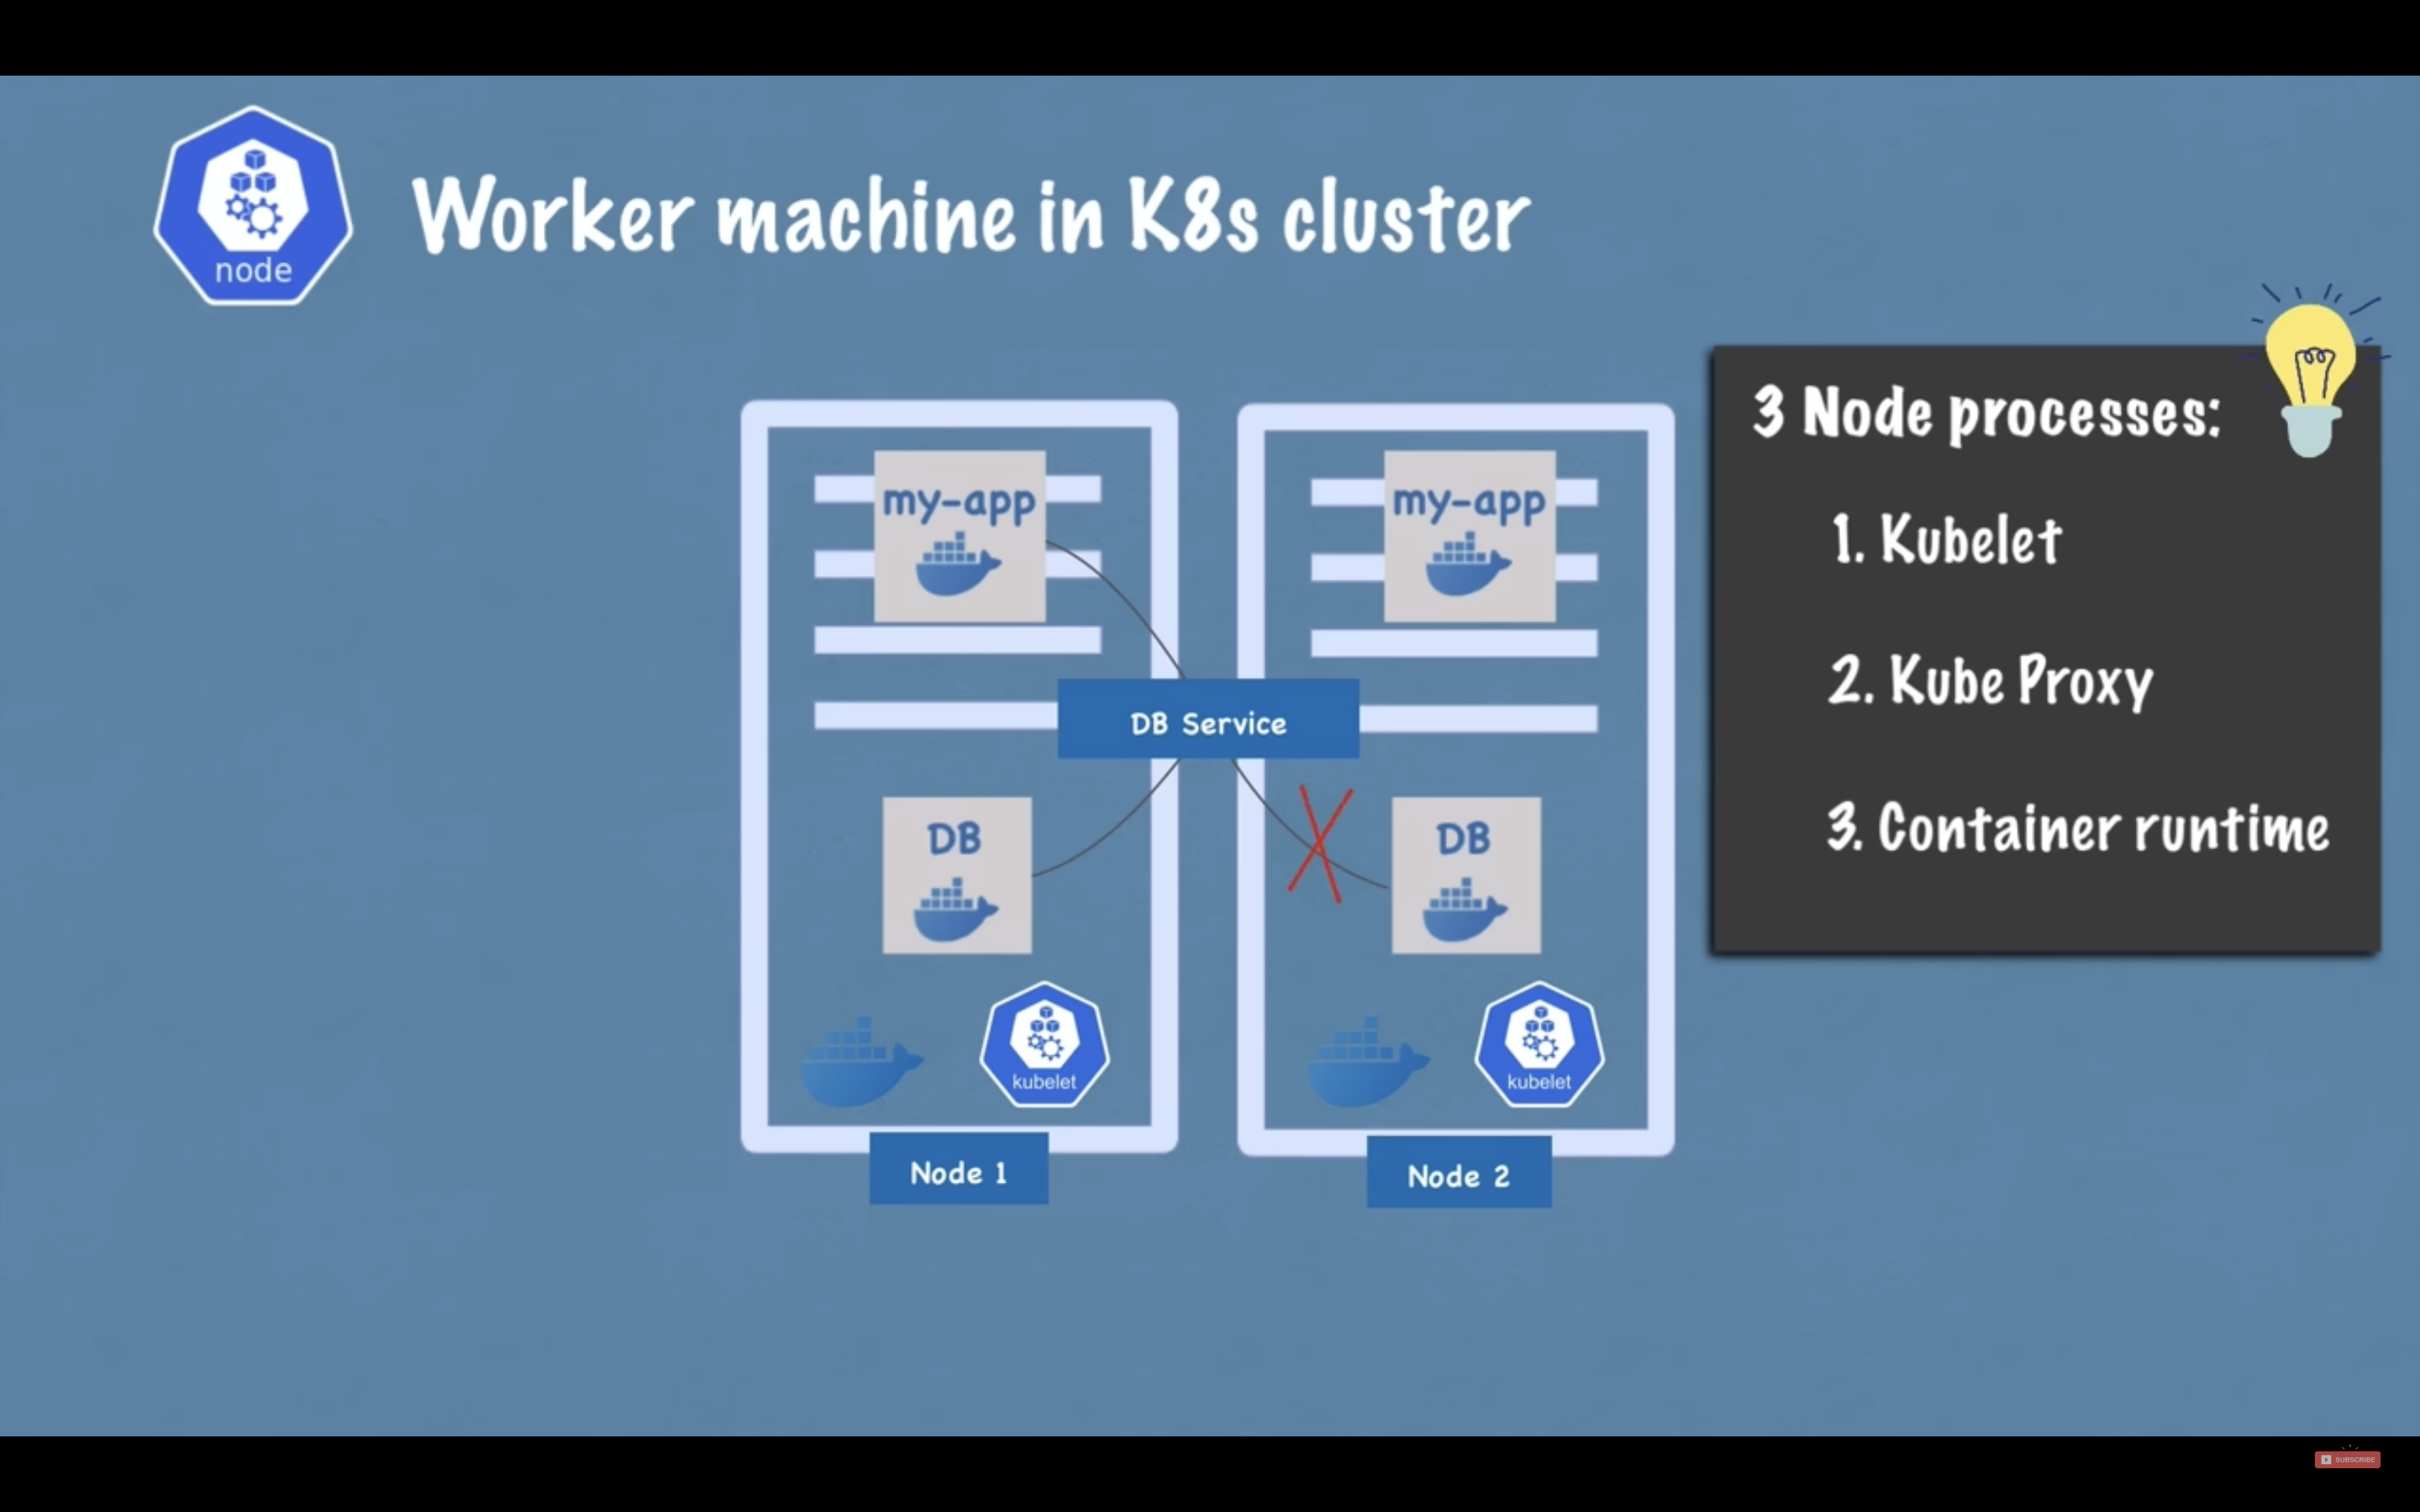 node
Worker machine in K8s cluster
3 Node processes:
1. Kubelet
2. Kube Proxy
3. Container runtime
my-app
my-app
DB Service
DB
DB
kubelet
kubelet
Node 1
Node 2
SUBSCRIBE